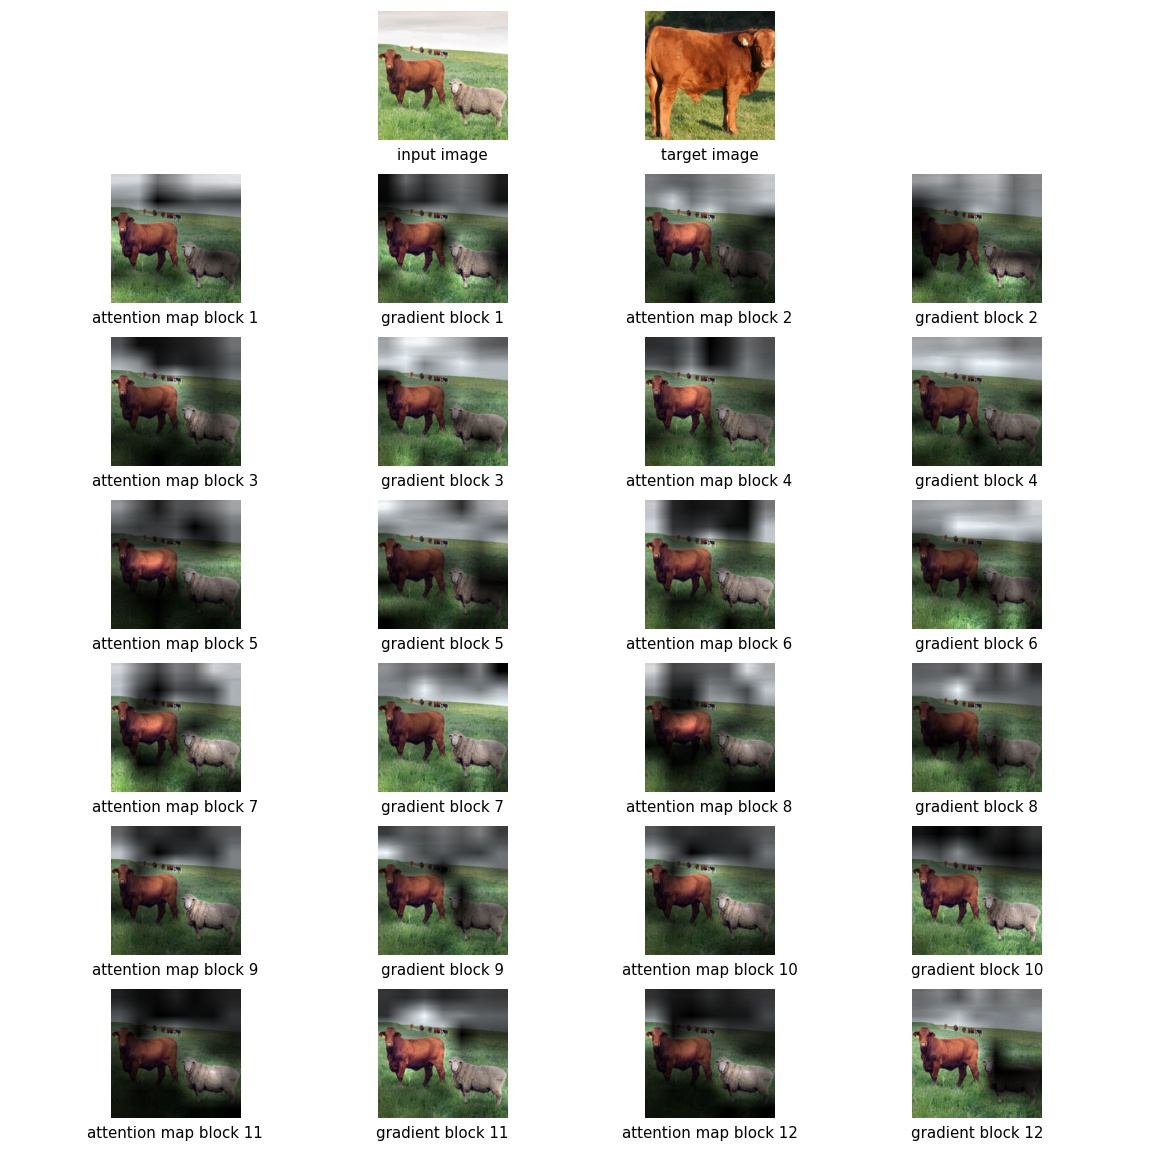 input image
target image
attention map block 1
gradient block 1
attention map block 2
gradient block 2
attention map block 3
gradient block 3
attention map block 4
gradient block 4
attention map block 5
gradient block 5
attention map block 6
gradient block 6
attention map block 7
gradient block 7
attention map block 8
gradient block 8
attention map block 9
gradient block 9
attention map block 10
gradient block 10
attention map block 11
gradient block 11
attention map block 12
gradient block 12